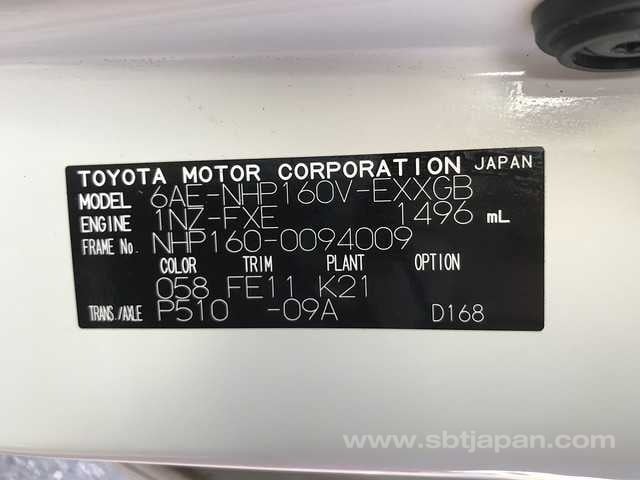 TOYOTA MOTOR CORPORATION JAPAN
MODEL 6AE-NHP160V-EXXGB
ENGINE 1NZ-FXE 1496 mL
FRAME No. NHP160-0094009
COLOR TRIM PLANT OPTION
058 FE11 K21
TRANS./AXLE P510 -09A D168
www.sbtjapan.com